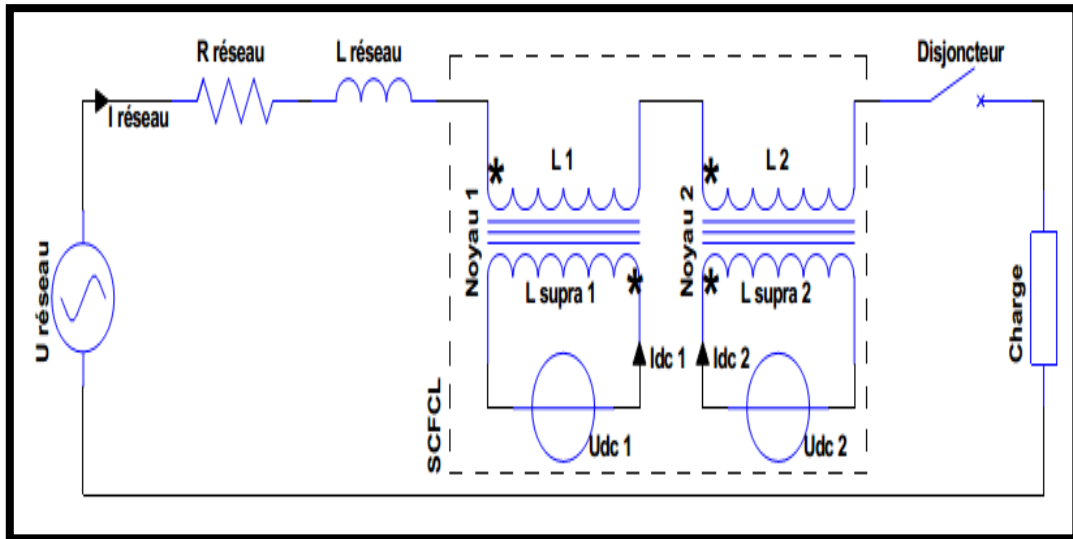 R réseau
L réseau
Disjoncteur
I réseau
L 1
L 2
*
*
Noyau 1
Noyau 2
*
*
L supra 1
L supra 2
U réseau
Charge
Idc 1
Idc 2
SCFCL
Udc 1
Udc 2